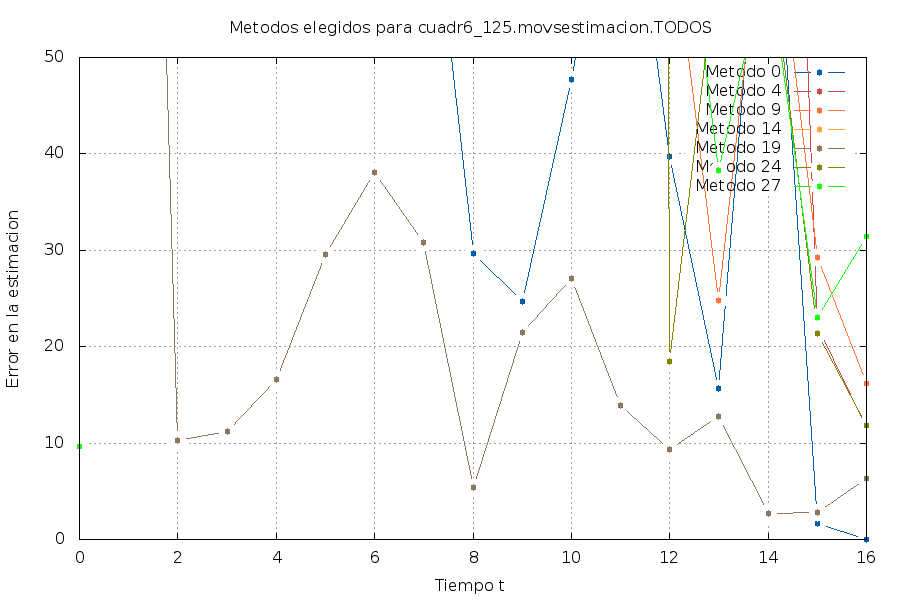 Metodos elegidos para cuadr6_125.movsestimacion.TODOS
50
40
30
20
10
0
Error en la estimacion
Metodo 0
Metodo 4
Metodo 9
Metodo 14
Metodo 19
M odo 24
Metodo 27
0 2 4 6 8 10 12 14 16
Tiempo t